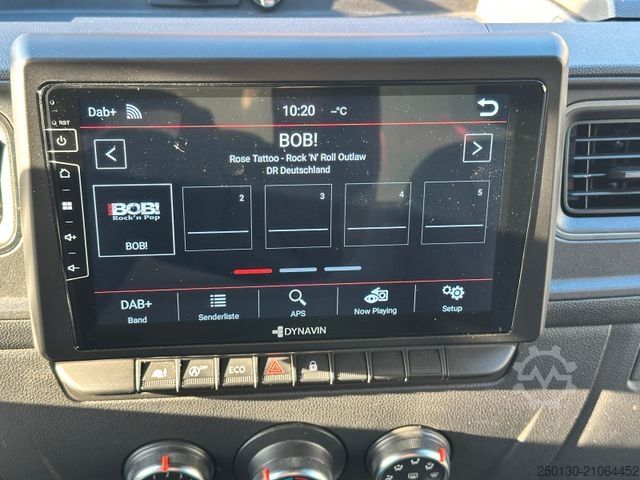 RST
Dab+ 10:20 --°C
BOB!
Rose Tattoo - Rock 'N' Roll Outlaw
DR Deutschland
2 3 4 5
BOB!
Rock'n Pop
BOB!
DAB+ Band
Senderliste
APS
Now Playing
Setup
DYNAVIN
ECO
250130-21064452